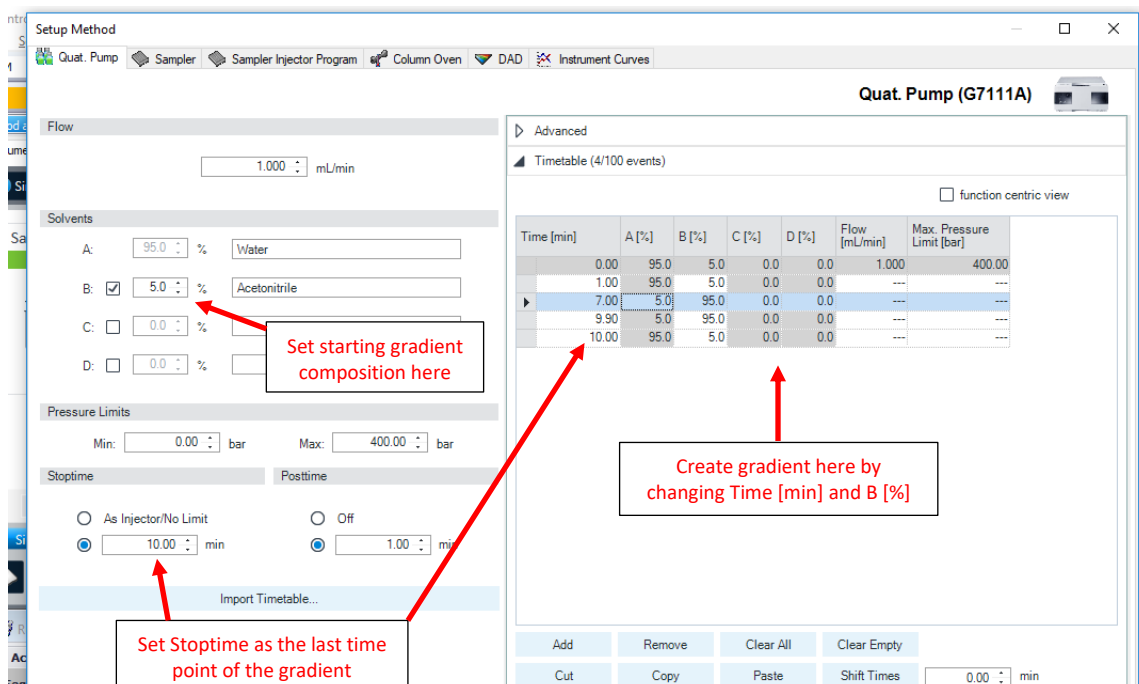 Setup Method
Quat. Pump Sampler Sampler Injector Program Column Oven DAD Instrument Curves
Quat. Pump (G7111A)
Flow
1.000 mL/min
Solvents
A: 95.0 % Water
B: 5.0 % Acetonitrile
C: 0.0 %
D: 0.0 %
Set starting gradient
composition here
Pressure Limits
Min: 0.00 bar Max: 400.00 bar
Stoptime Posttime
As Injector/No Limit Off
10.00 min 1.00 min
Import Timetable...
Set Stoptime as the last time
point of the gradient
Advanced
Timetable (4/100 events)
function centric view
Time [min] A [%] B [%] C [%] D [%] Flow [mL/min] Max. Pressure Limit [bar]
0.00 95.0 5.0 0.0 0.0 1.000 400.00
1.00 95.0 5.0 0.0 0.0 --- ---
7.00 5.0 95.0 0.0 0.0 --- ---
9.90 5.0 95.0 0.0 0.0 --- ---
10.00 95.0 5.0 0.0 0.0 --- ---
Create gradient here by
changing Time [min] and B [%]
Add Remove Clear All Clear Empty
Cut Copy Paste Shift Times 0.00 min